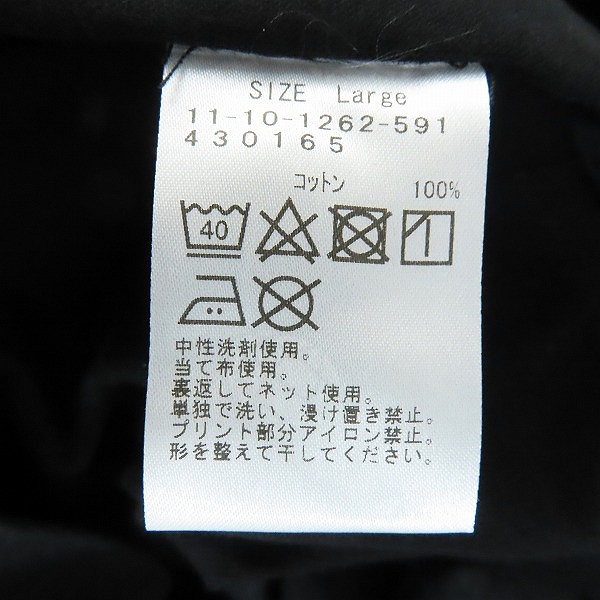 SIZE Large
11-10-1262-591
430165
コットン 100%
40
中性洗剤使用。
当て布使用。
裏返してネット使用。
単独で洗い、浸け置き禁止。
プリント部分アイロン禁止。
形を整えて干してください。